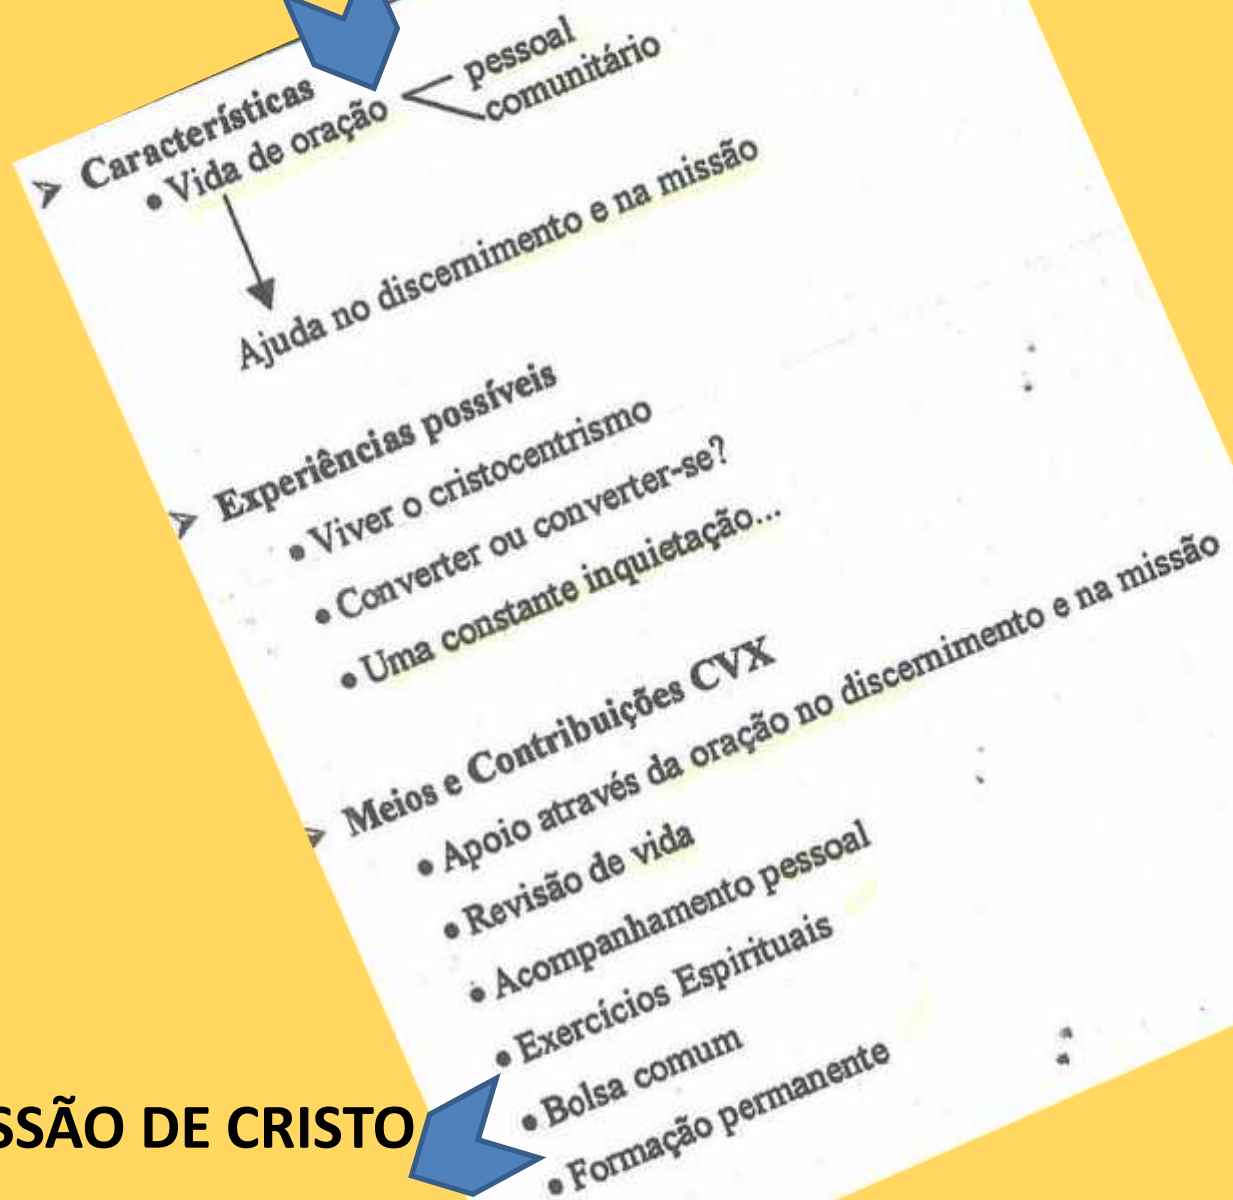 ➢ Características
• Vida de oração
pessoal
comunitário
Ajuda no discernimento e na missão
➢ Experiências possíveis
• Viver o cristocentrismo
• Converter ou converter-se?
• Uma constante inquietação...
➢ Meios e Contribuições CVX
• Apoio através da oração no discernimento e na missão
• Revisão de vida
• Acompanhamento pessoal
• Exercícios Espirituais
• Bolsa comum
• Formação permanente
SSÃO DE CRISTO